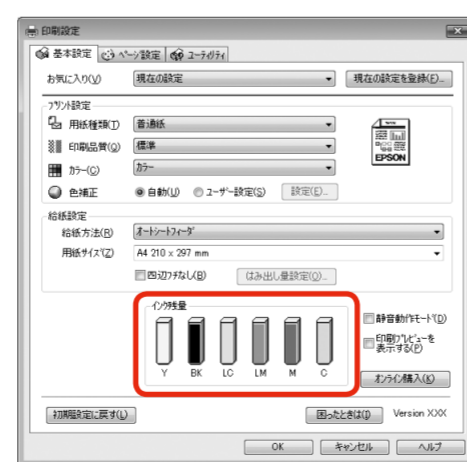 印刷設定
基本設定 ページ設定 ユーティリティ
お気に入り(V) 現在の設定 現在の設定を登録(F)...
プリント設定
用紙種類(T) 普通紙
印刷品質(Q) 標準
カラー(C) カラー
EPSON
色補正 自動(U) ユーザー設定(S) 設定(E)...
給紙設定
給紙方法(R) オートシートフィーダ
用紙サイズ(Z) A4 210 x 297 mm
四辺フチなし(B) はみ出し量設定(O)...
インク残量
Y BK LC LM M C
静音動作モード(D)
印刷プレビューを
表示する(P)
オンライン購入(K)
初期設定に戻す(L) 困ったときは(I) Version X.XX
OK キャンセル ヘルプ